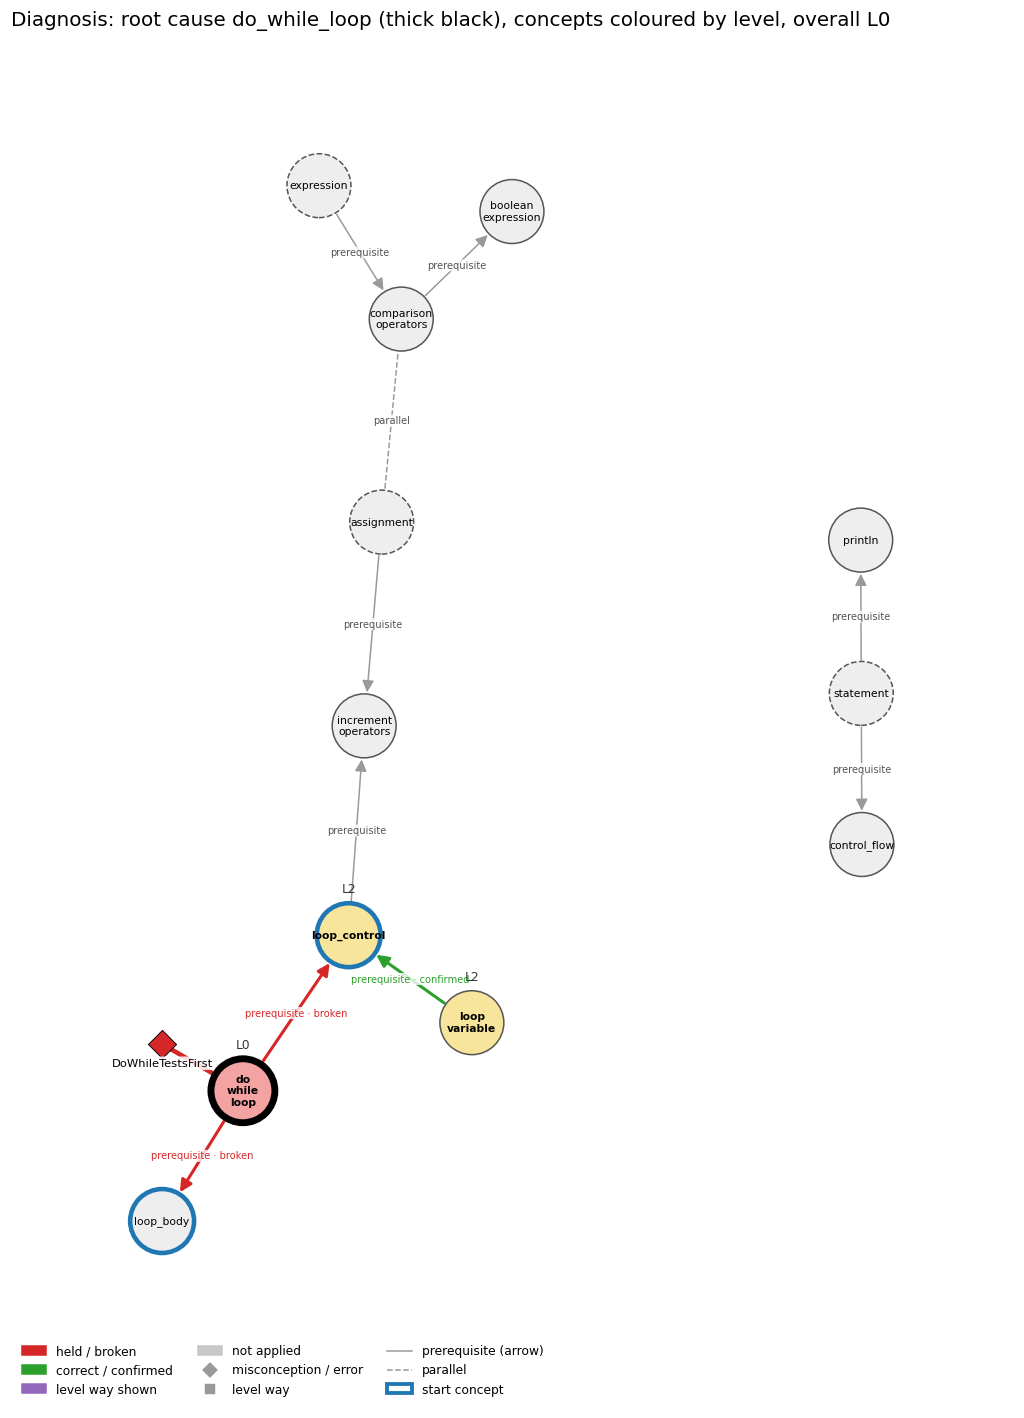 Diagnosis: root cause do_while_loop (thick black), concepts coloured by level, overall L0
expression
boolean
expression
prerequisite
prerequisite
comparison
operators
parallel
assignment
println
prerequisite
prerequisite
statement
increment
operators
prerequisite
prerequisite
control_flow
L2
loop_control
prerequisite · confirmed
L2
prerequisite · broken
loop
variable
L0
DoWhileTestsFirst
do
while
loop
prerequisite · broken
loop_body
held / broken
correct / confirmed
level way shown
not applied
misconception / error
level way
prerequisite (arrow)
parallel
start concept